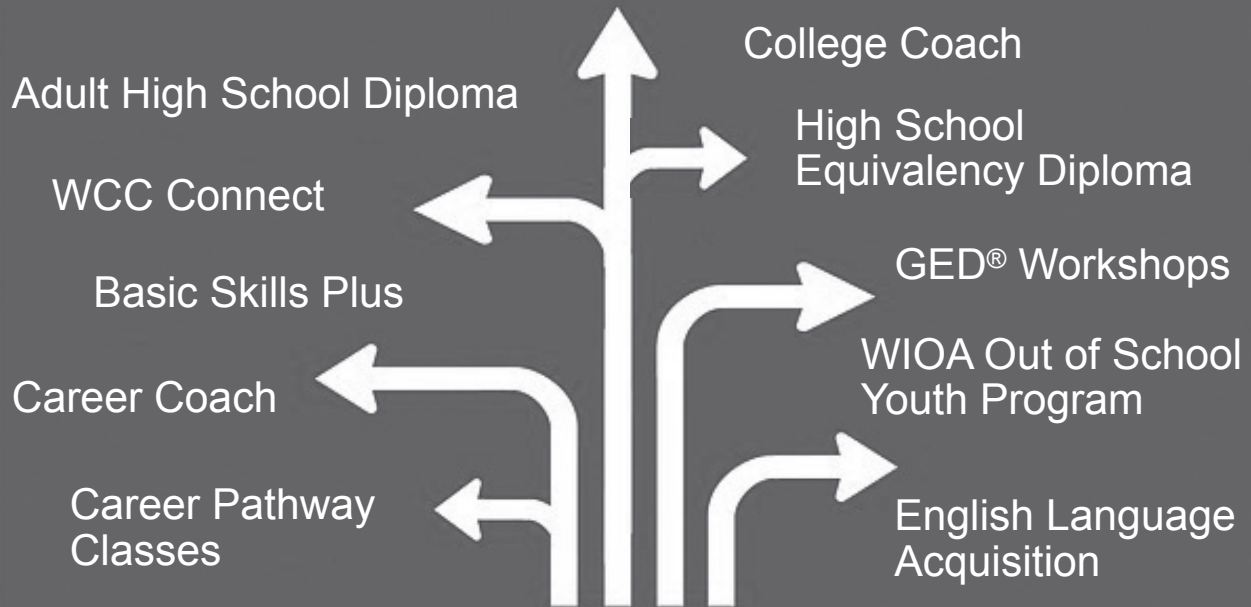 College Coach
Adult High School Diploma
High School
Equivalency Diploma
WCC Connect
GED® Workshops
Basic Skills Plus
WIOA Out of School
Youth Program
Career Coach
Career Pathway
Classes
English Language
Acquisition